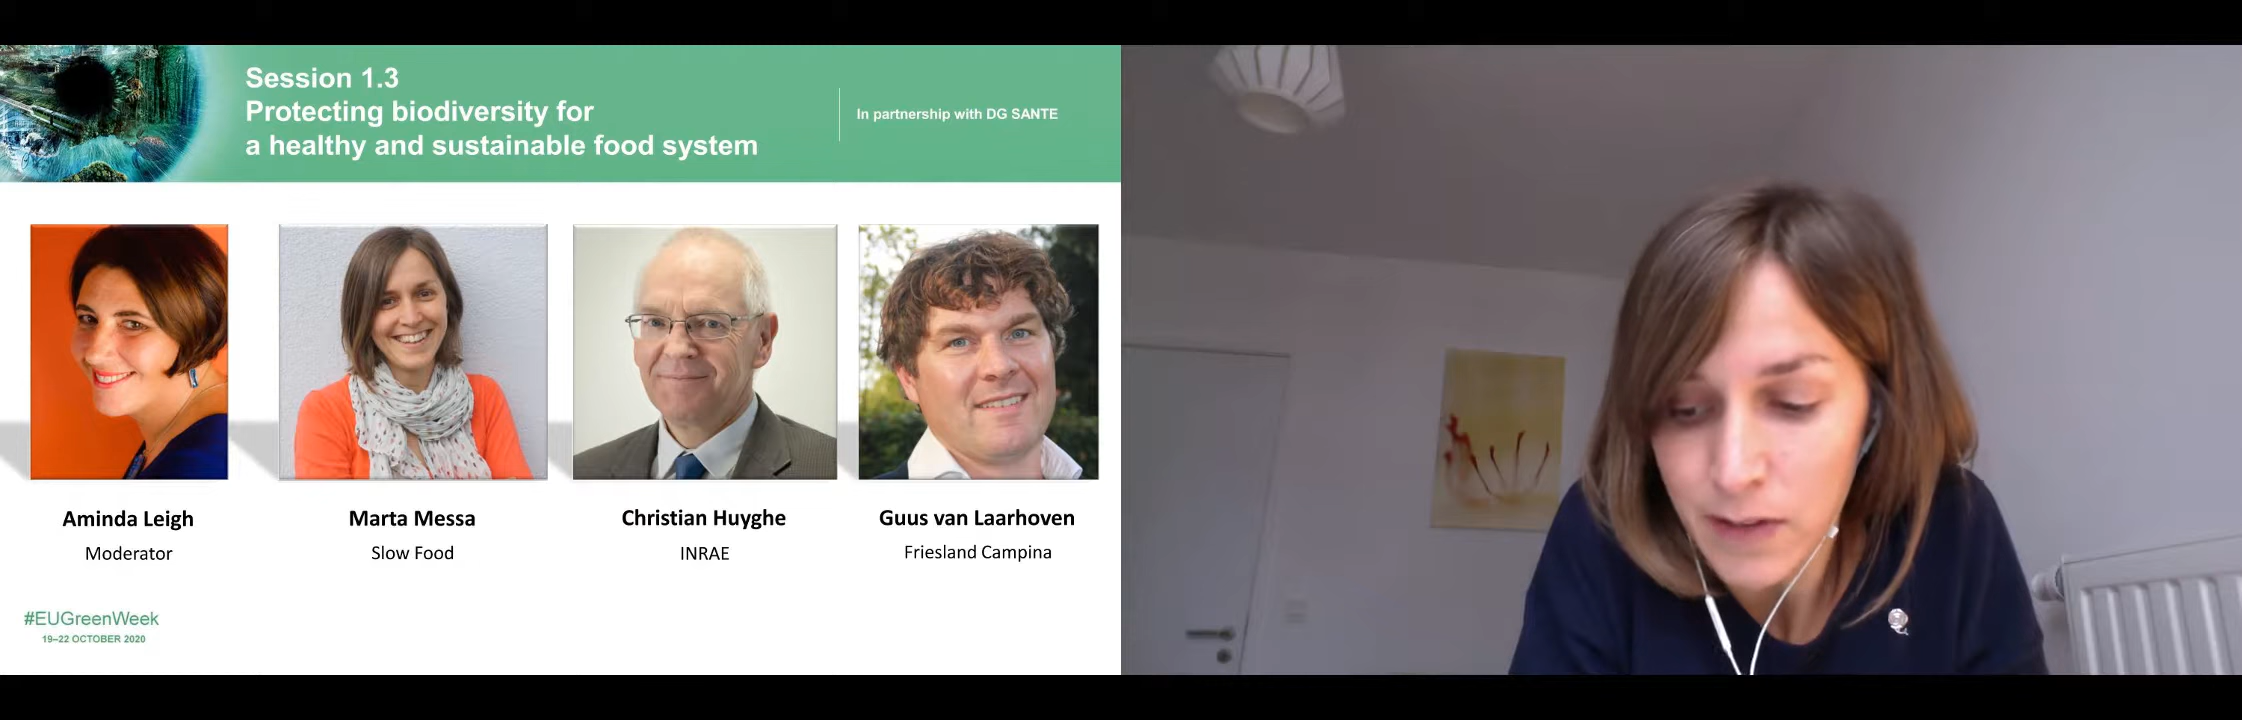 Session 1.3
Protecting biodiversity for
a healthy and sustainable food system
In partnership with DG SANTE
Aminda Leigh
Moderator
Marta Messa
Slow Food
Christian Huyghe
INRAE
Guus van Laarhoven
Friesland Campina
#EUGreenWeek
19–22 OCTOBER 2020